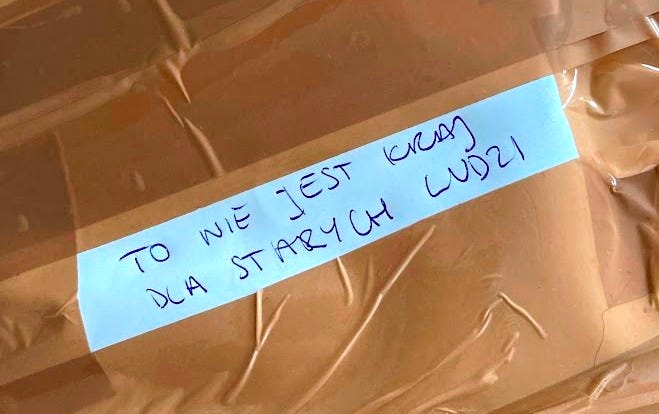 TO NIE JEST KRAJ
DLA STARYCH LUDZI